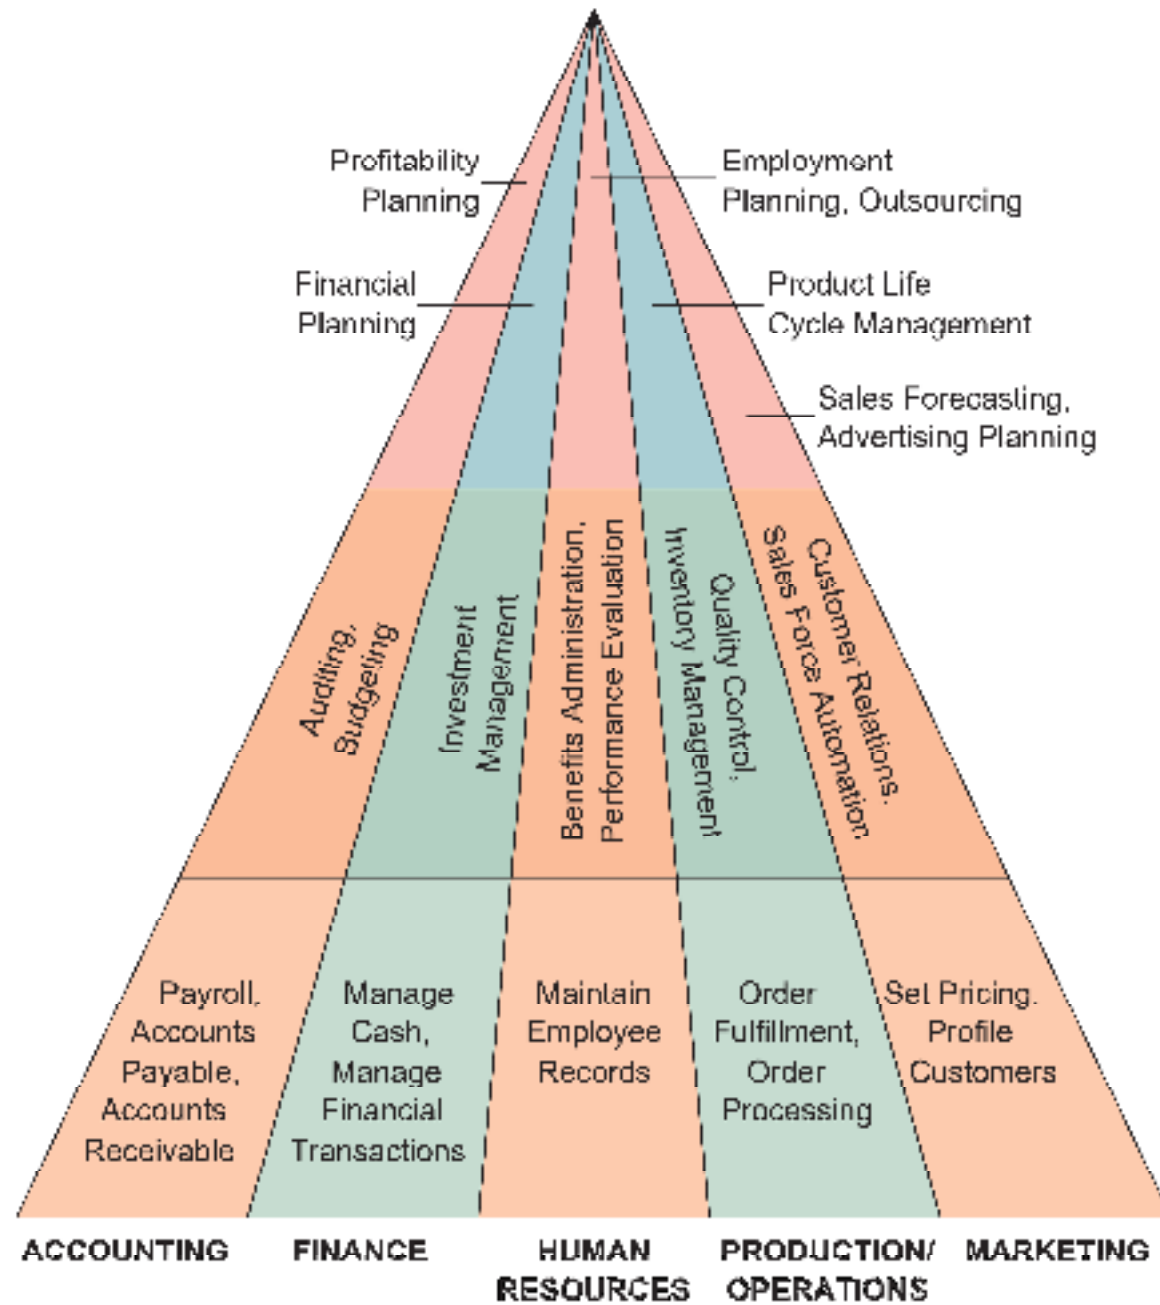 Profitability
Planning
Employment
Planning, Outsourcing
Financial
Planning
Product Life
Cycle Management
Sales Forecasting,
Advertising Planning
Auditing,
Budgeting
Investment
Management
Benefits Administration,
Performance Evaluation
Quality Control,
Inventory Management
Customer Relations,
Sales Force Automation
Payroll,
Accounts
Payable,
Accounts
Receivable
Manage
Cash,
Manage
Financial
Transactions
Maintain
Employee
Records
Order
Fulfillment,
Order
Processing
Set Pricing.
Profile
Customers
ACCOUNTING
FINANCE
HUMAN
RESOURCES
PRODUCTION/
OPERATIONS
MARKETING